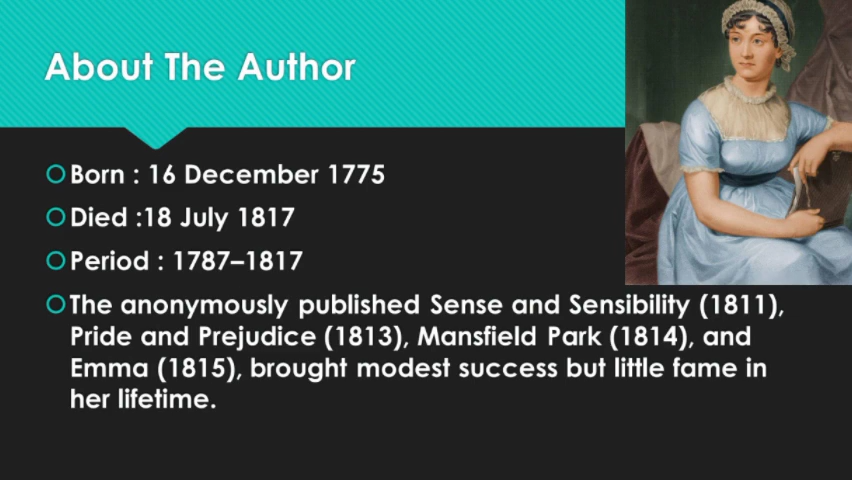 About The Author
Born : 16 December 1775
Died :18 July 1817
Period : 1787–1817
The anonymously published Sense and Sensibility (1811),
Pride and Prejudice (1813), Mansfield Park (1814), and
Emma (1815), brought modest success but little fame in
her lifetime.